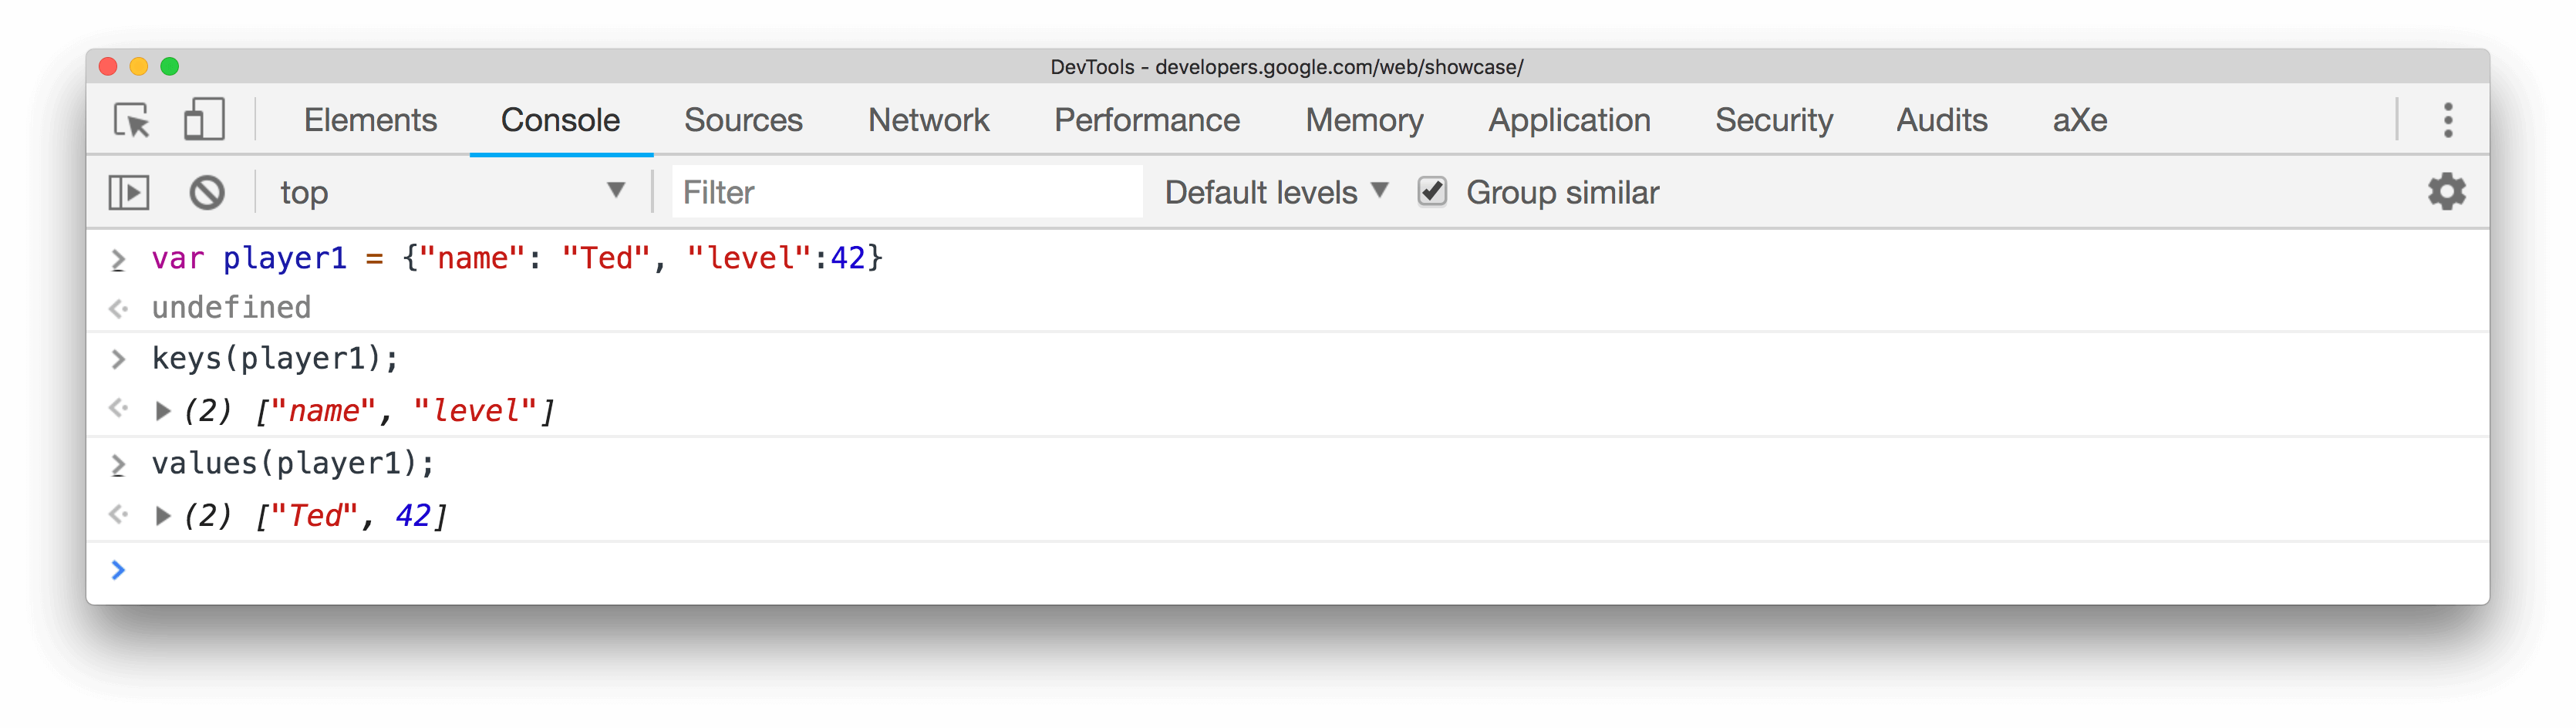 DevTools - developers.google.com/web/showcase/
Elements Console Sources Network Performance Memory Application Security Audits aXe
top Filter Default levels Group similar
var player1 = {"name": "Ted", "level":42}
undefined
keys(player1);
(2) ["name", "level"]
values(player1);
(2) ["Ted", 42]